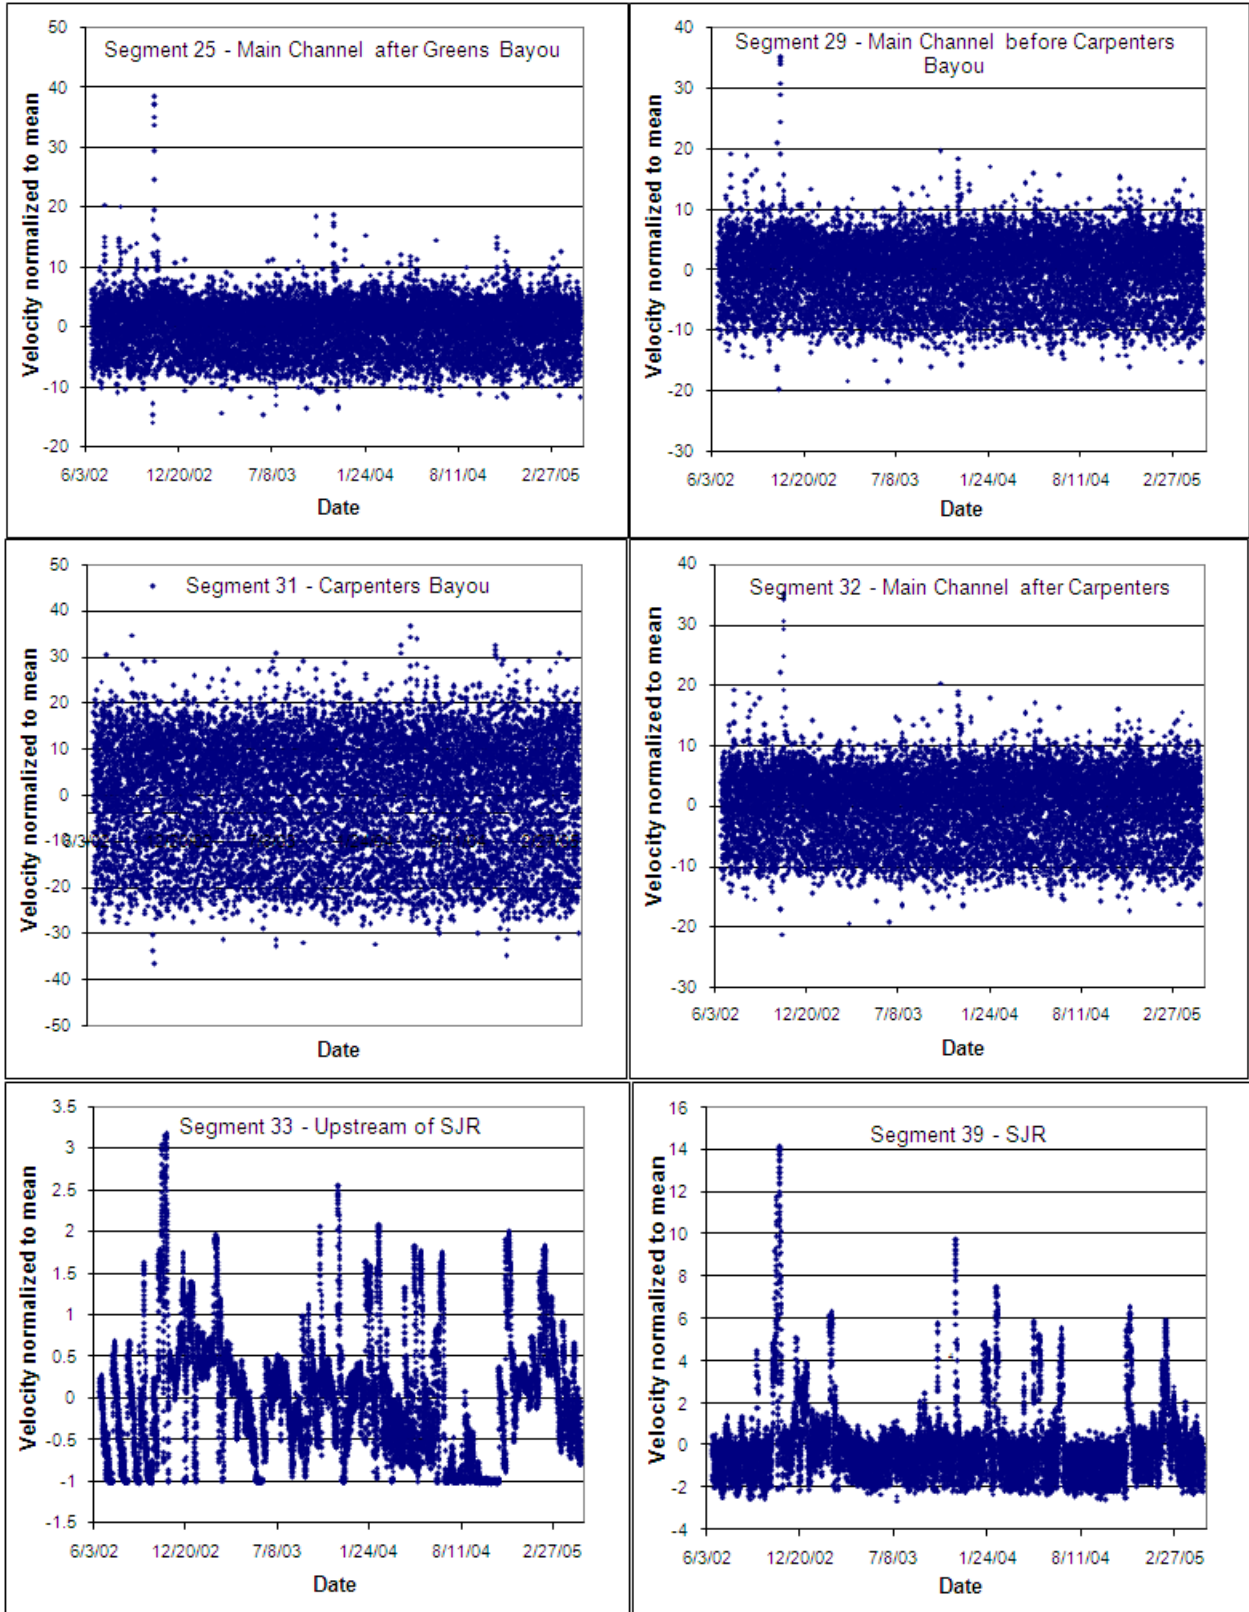 Segment 25 - Main Channel after Greens Bayou
Velocity normalized to mean
50
40
30
20
10
0
-10
-20
6/3/02 12/20/02 7/8/03 1/24/04 8/11/04 2/27/05
Date
Segment 29 - Main Channel before Carpenters
Bayou
Velocity normalized to mean
40
30
20
10
0
-10
-20
-30
6/3/02 12/20/02 7/8/03 1/24/04 8/11/04 2/27/05
Date
Segment 31 - Carpenters Bayou
Velocity normalized to mean
50
40
30
20
10
0
-10
-20
-30
-40
-50
Date
Segment 32 - Main Channel after Carpenters
Velocity normalized to mean
40
30
20
10
0
-10
-20
-30
6/3/02 12/20/02 7/8/03 1/24/04 8/11/04 2/27/05
Date
Segment 33 - Upstream of SJR
Velocity normalized to mean
3.5
3
2.5
2
1.5
1
0.5
0
-0.5
-1
-1.5
6/3/02 12/20/02 7/8/03 1/24/04 8/11/04 2/27/05
Date
Segment 39 - SJR
Velocity normalized to mean
16
14
12
10
8
6
4
2
0
-2
-4
6/3/02 12/20/02 7/8/03 1/24/04 8/11/04 2/27/05
Date